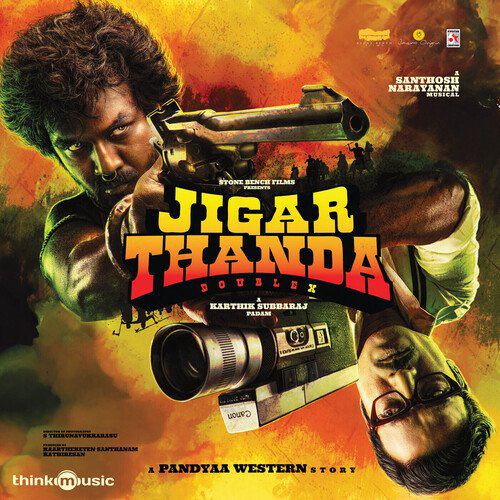 A
SANTHOSH
NARAYANAN
MUSICAL
STONE BENCH FILMS
PRESENTS
JIGAR
THANDA
DOUBLE X
A
KARTHIK SUBBARAJ
PADAM
Canon
DIRECTOR OF PHOTOGRAPHY
S THIRUNAVUKKARASU
PRODUCED BY
KAARTHEKEYEN SANTHANAM
KATHIRESAN
think music
A PANDYAA WESTERN STORY